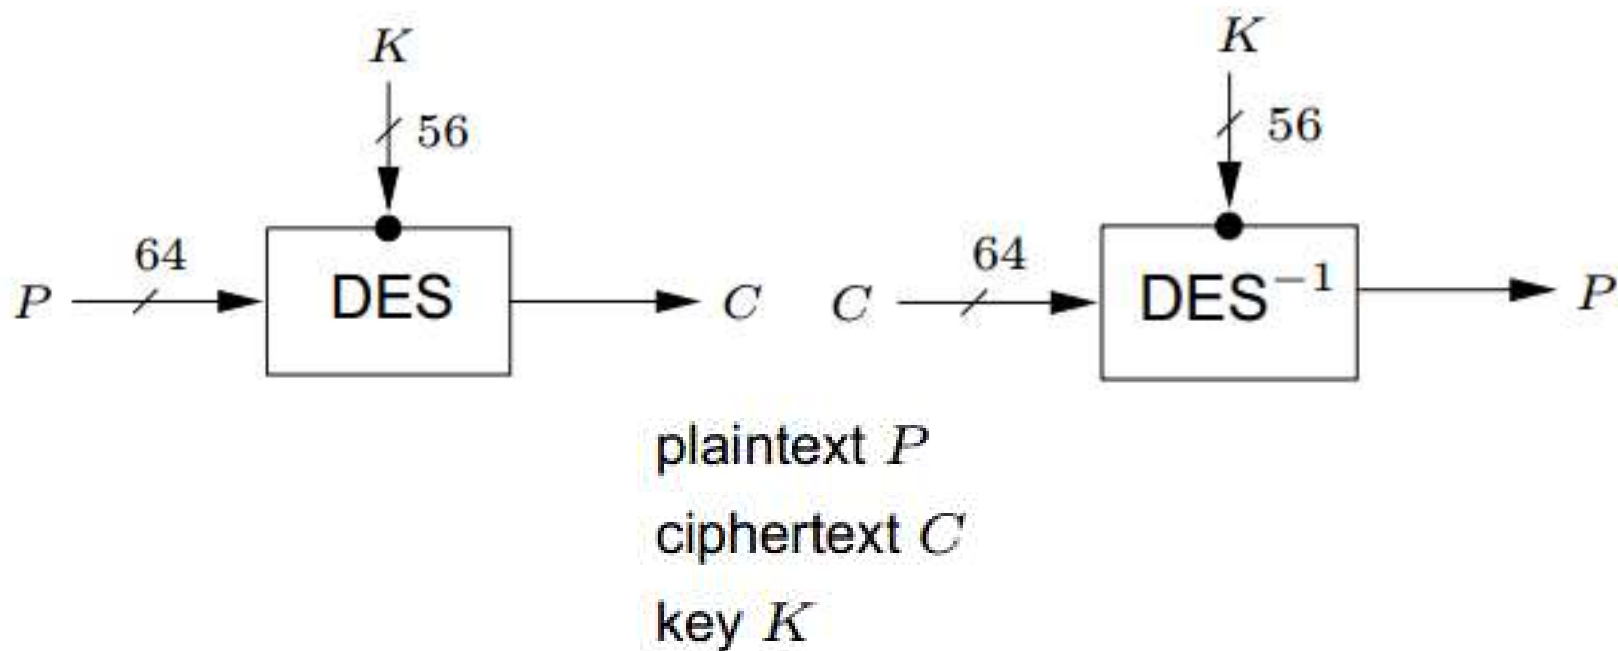 K K
56 56
64 64
P DES C C DES⁻¹ P
plaintext P
ciphertext C
key K